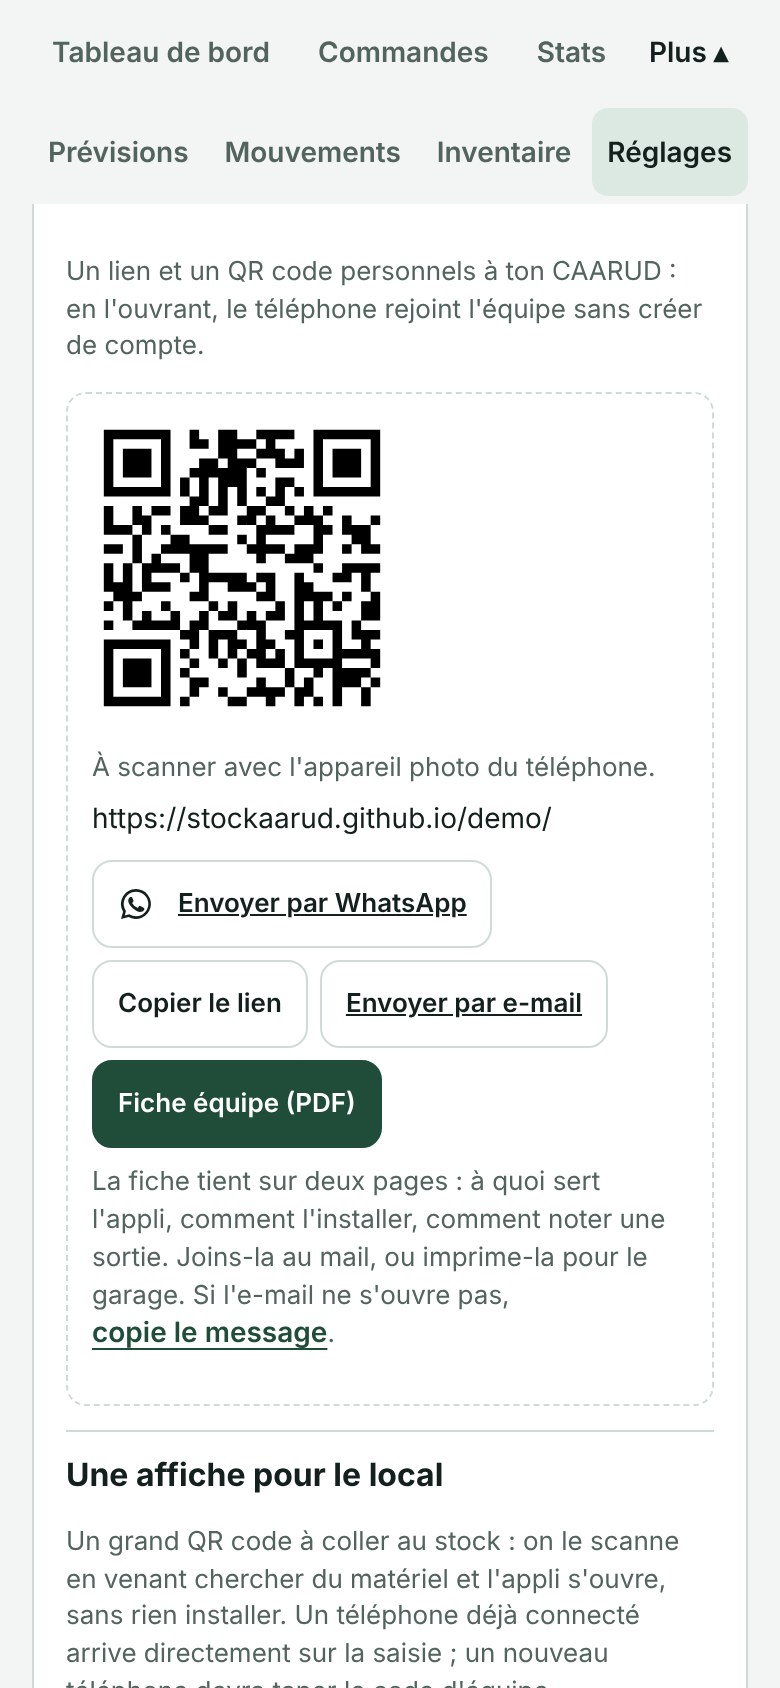 Tableau de bord Commandes Stats Plus ▲
Prévisions Mouvements Inventaire Réglages
Un lien et un QR code personnels à ton CAARUD :
en l'ouvrant, le téléphone rejoint l'équipe sans créer
de compte.
À scanner avec l'appareil photo du téléphone.
https://stockaarud.github.io/demo/
Envoyer par WhatsApp
Copier le lien Envoyer par e-mail
Fiche équipe (PDF)
La fiche tient sur deux pages : à quoi sert
l'appli, comment l'installer, comment noter une
sortie. Joins-la au mail, ou imprime-la pour le
garage. Si l'e-mail ne s'ouvre pas,
copie le message.
Une affiche pour le local
Un grand QR code à coller au stock : on le scanne
en venant chercher du matériel et l'appli s'ouvre,
sans rien installer. Un téléphone déjà connecté
arrive directement sur la saisie ; un nouveau
téléphone devra taper le code d'équipe